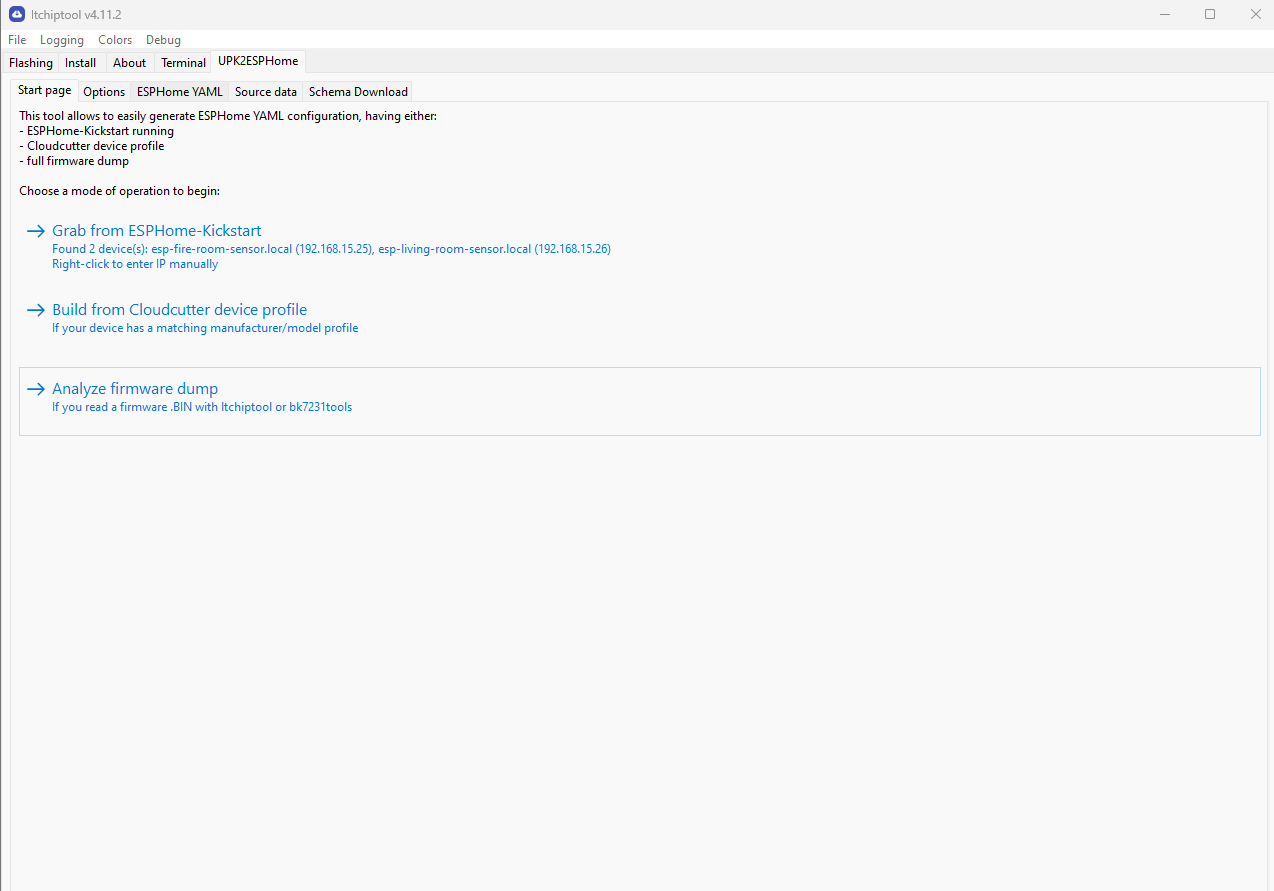 ltchiptool v4.11.2
File Logging Colors Debug
Flashing Install About Terminal UPK2ESPHome
Start page Options ESPHome YAML Source data Schema Download
This tool allows to easily generate ESPHome YAML configuration, having either:
- ESPHome-Kickstart running
- Cloudcutter device profile
- full firmware dump
Choose a mode of operation to begin:
Grab from ESPHome-Kickstart
Found 2 device(s): esp-fire-room-sensor.local (192.168.15.25), esp-living-room-sensor.local (192.168.15.26)
Right-click to enter IP manually
Build from Cloudcutter device profile
If your device has a matching manufacturer/model profile
Analyze firmware dump
If you read a firmware .BIN with ltchiptool or bk7231tools